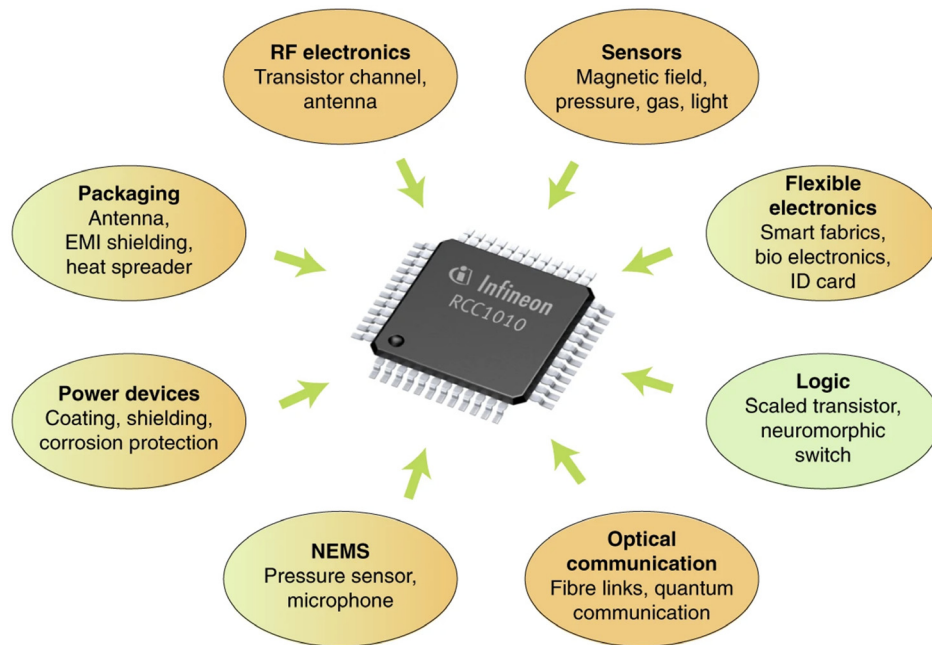 RF electronics
Transistor channel,
antenna
Sensors
Magnetic field,
pressure, gas, light
Packaging
Antenna,
EMI shielding,
heat spreader
Flexible
electronics
Smart fabrics,
bio electronics,
ID card
Infineon
RCC1010
Power devices
Coating, shielding,
corrosion protection
Logic
Scaled transistor,
neuromorphic
switch
NEMS
Pressure sensor,
microphone
Optical
communication
Fibre links, quantum
communication